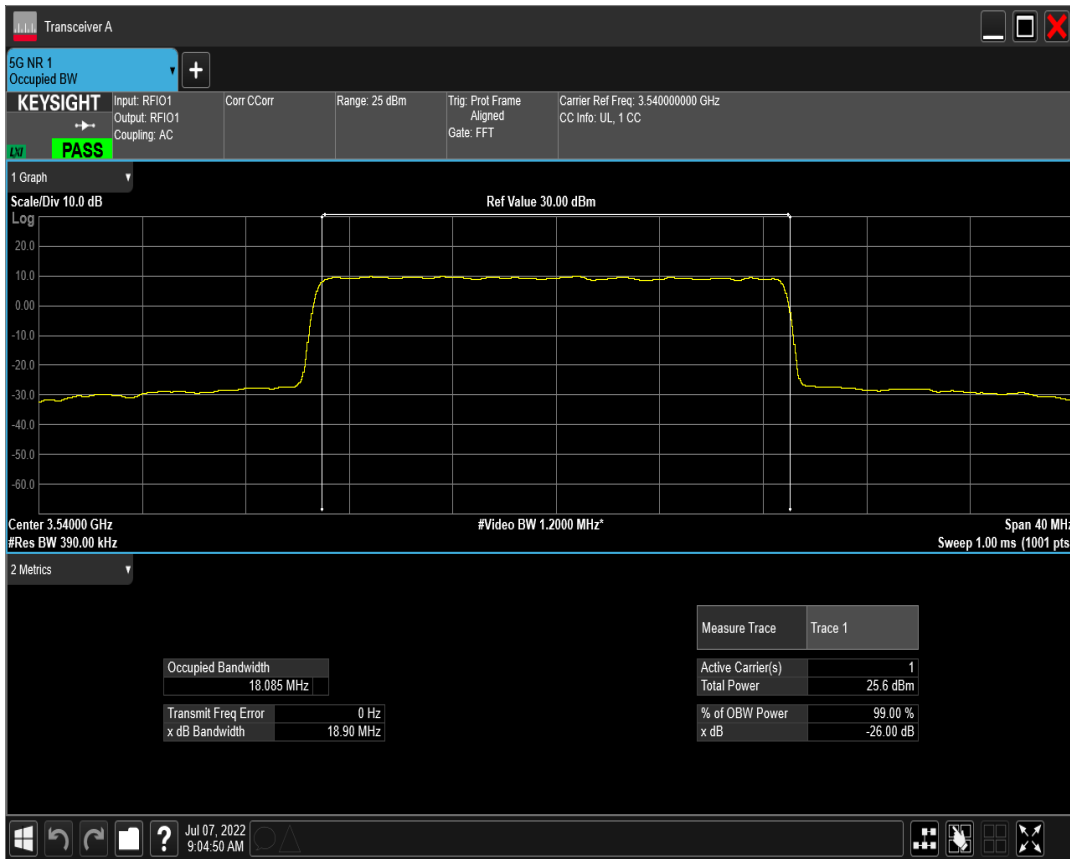 Transceiver A
5G NR 1
Occupied BW
KEYSIGHT
LXI
PASS
Input: RFIO1
Output: RFIO1
Coupling: AC
Corr CCorr
Range: 25 dBm
Trig: Prot Frame
Aligned
Gate: FFT
Carrier Ref Freq: 3.540000000 GHz
CC Info: UL, 1 CC
1 Graph
Scale/Div 10.0 dB
Ref Value 30.00 dBm
Log
20.0
10.0
0.00
-10.0
-20.0
-30.0
-40.0
-50.0
-60.0
Center 3.54000 GHz
#Video BW 1.2000 MHz*
Span 40 MHz
#Res BW 390.00 kHz
Sweep 1.00 ms (1001 pts
2 Metrics
Measure Trace Trace 1
Occupied Bandwidth
18.085 MHz
Active Carrier(s) 1
Total Power 25.6 dBm
Transmit Freq Error 0 Hz
x dB Bandwidth 18.90 MHz
% of OBW Power 99.00 %
x dB -26.00 dB
?
Jul 07, 2022
9:04:50 AM